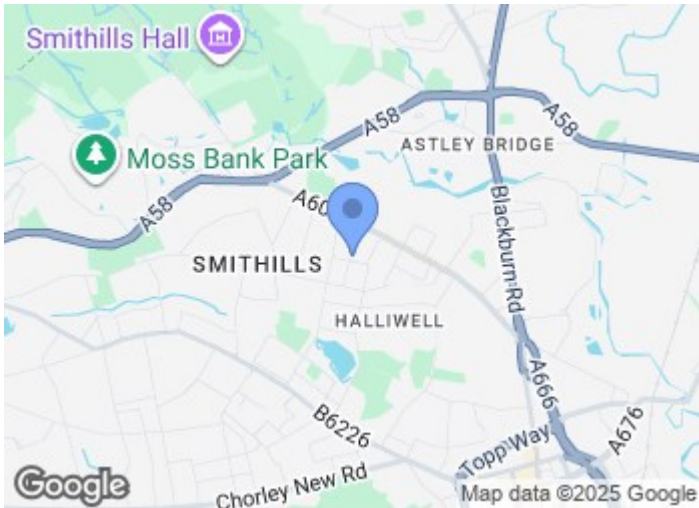 Smithills Hall
A58
A58
ASTLEY BRIDGE
Moss Bank Park
A58
A60
Blackburn Rd
SMITHILLS
HALLIWELL
A666
B6226
A676
Topp Way
Chorley New Rd
Google
Map data ©2025 Google